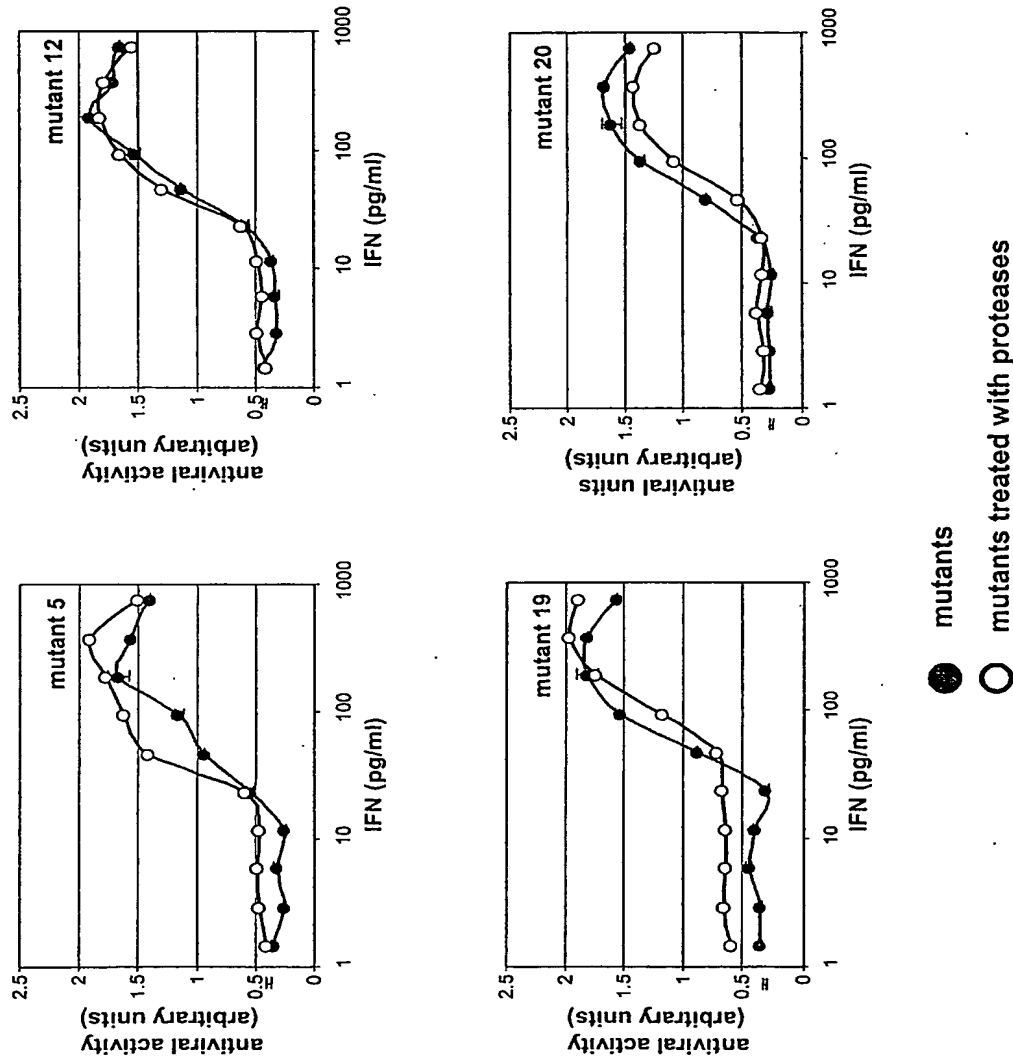 mutant 5
antiviral activity
(arbitrary units)
2.5
2
1.5
1
0.5
0
1
10
100
1000
IFN (pg/ml)
mutant 12
antiviral activity
(arbitrary units)
2.5
2
1.5
1
0.5
0
1
10
100
1000
IFN (pg/ml)
mutant 19
antiviral activity
(arbitrary units)
2.5
2
1.5
1
0.5
0
1
10
100
1000
IFN (pg/ml)
mutant 20
antiviral units
(arbitrary units)
2.5
2
1.5
1
0.5
0
1
10
100
1000
IFN (pg/ml)
mutants
mutants treated with proteases